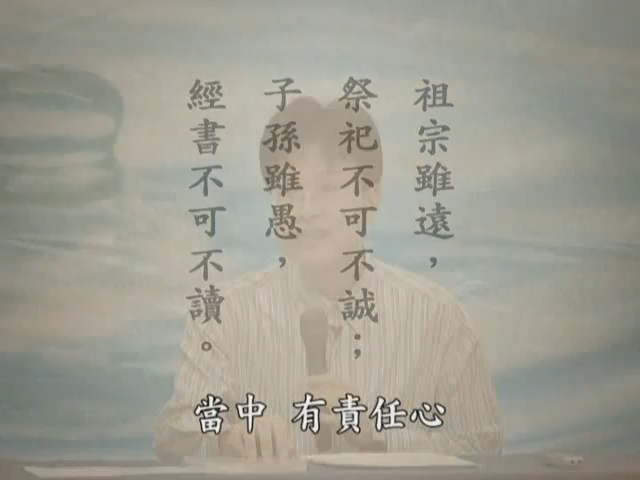 祖宗雖遠，
祭祀不可不誠；
子孫雖愚，
經書不可不讀。
當中 有責任心